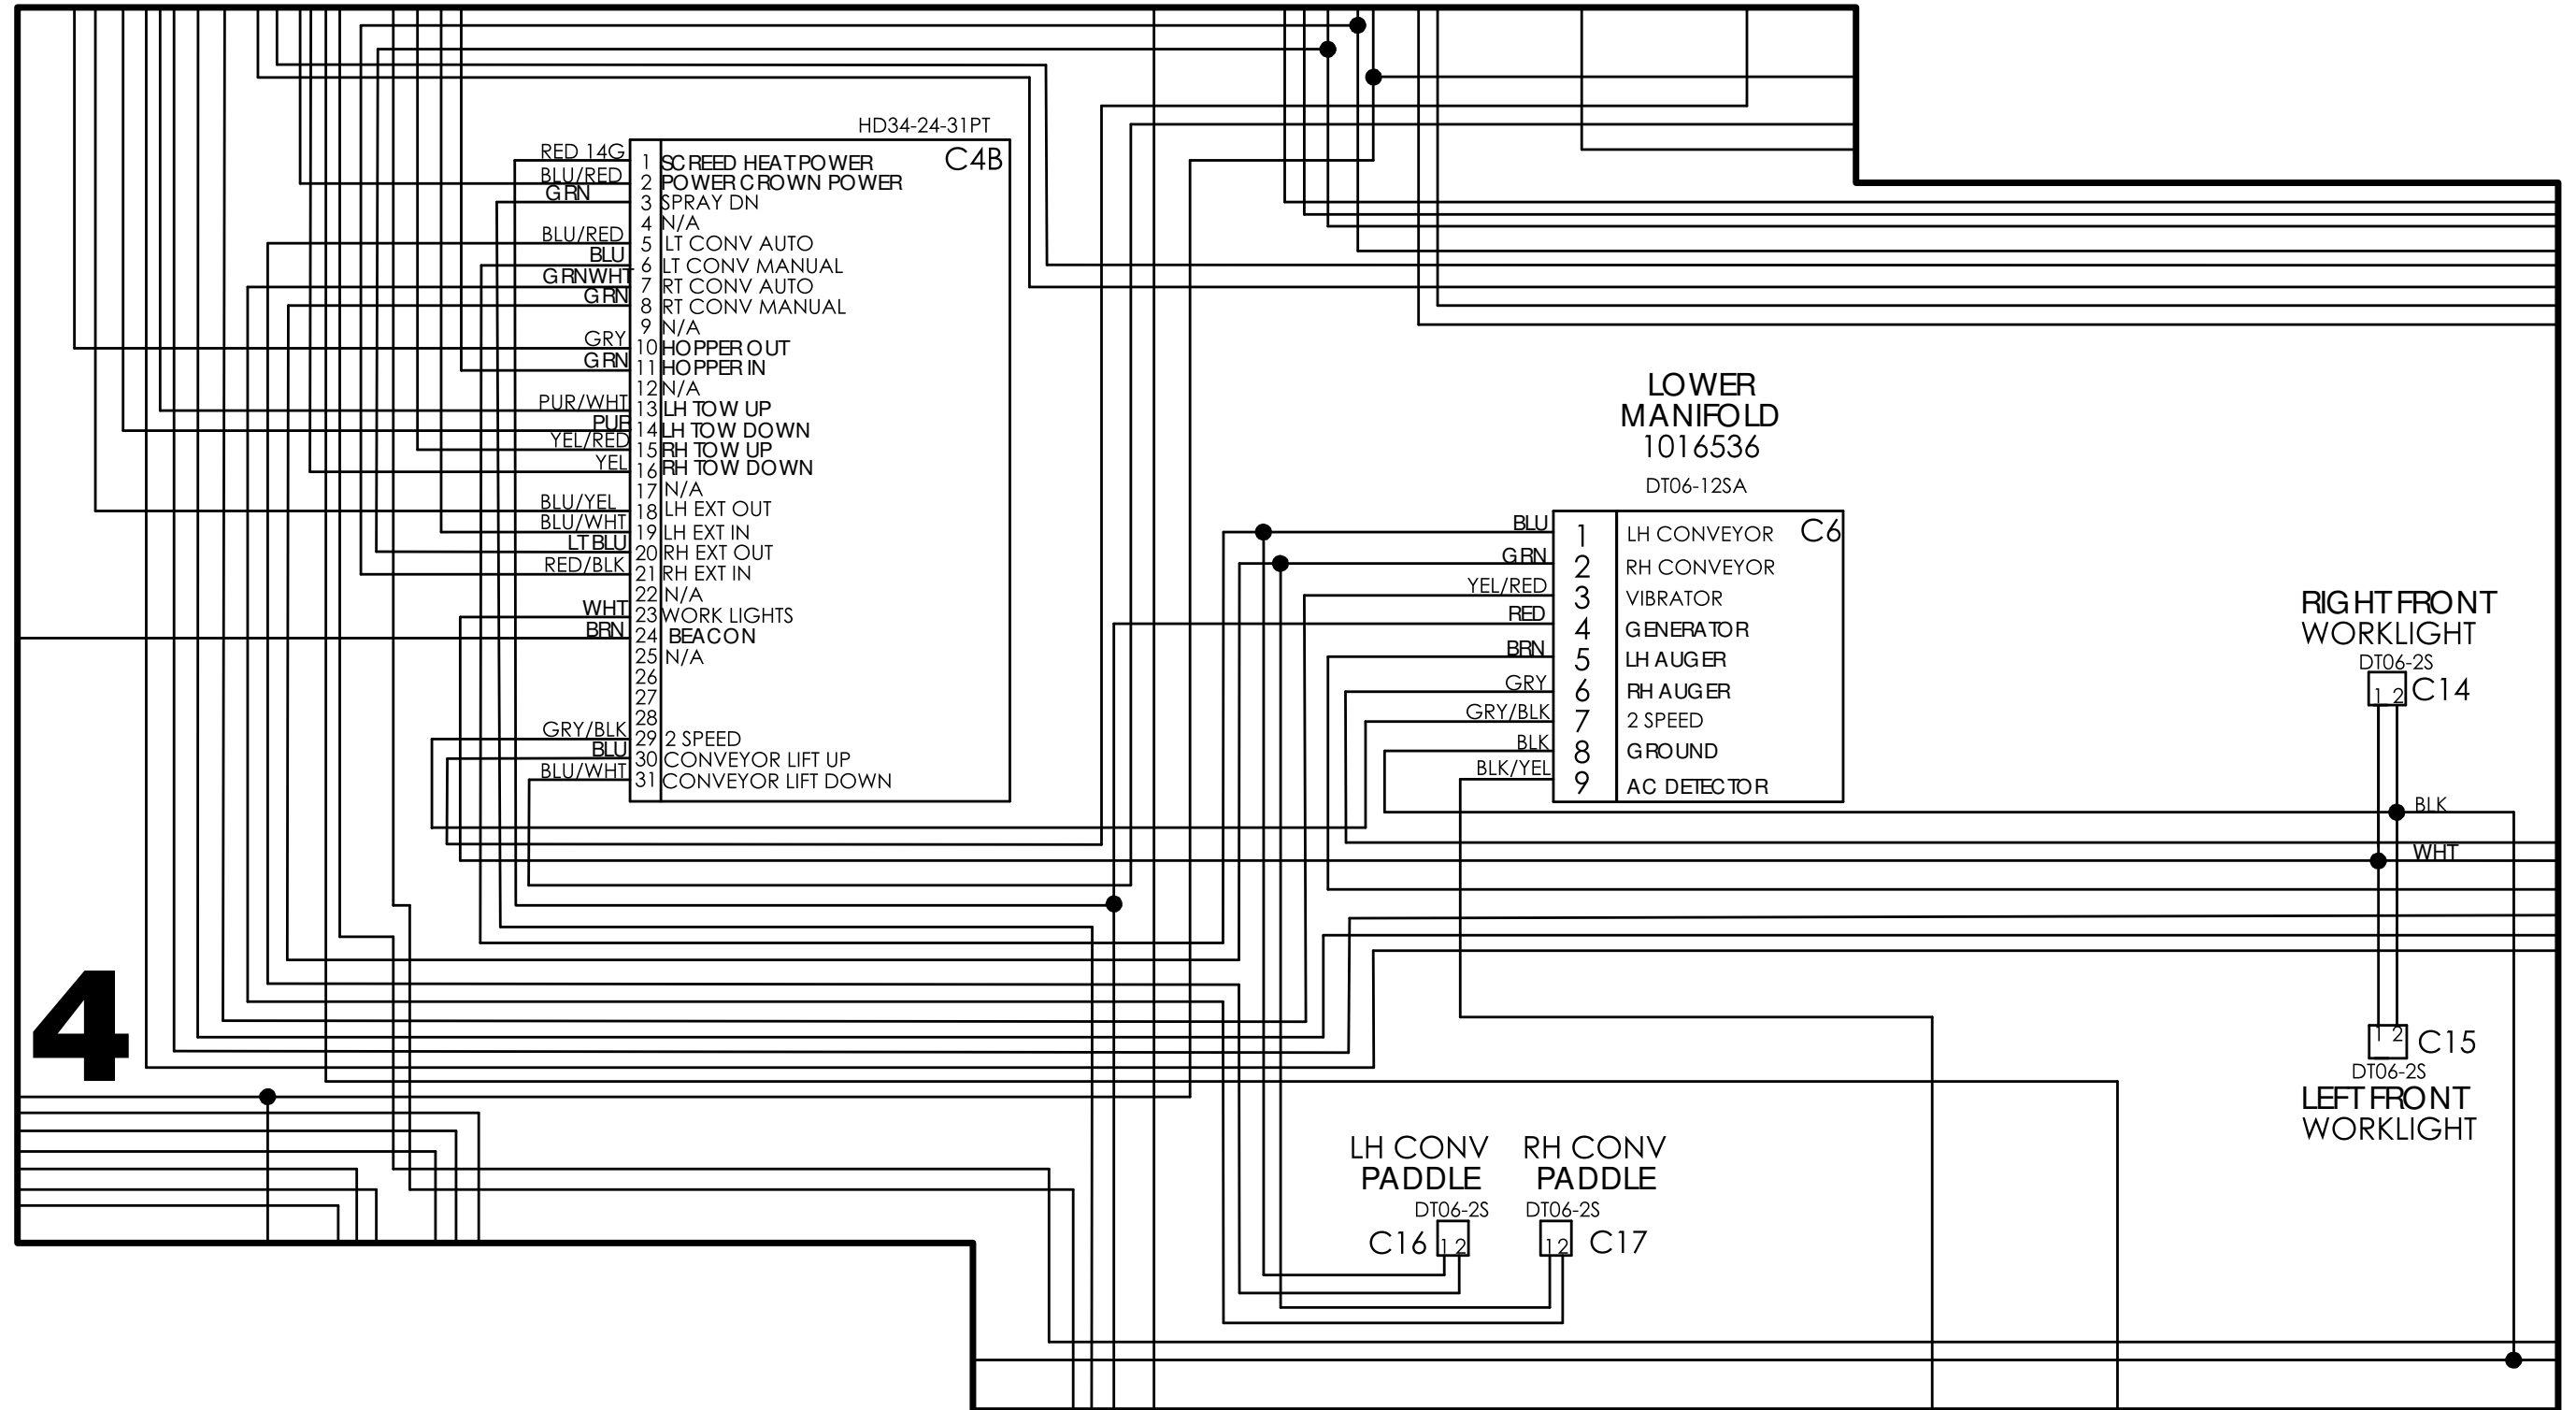 HD34-24-31PT
C4B
RED 14G 1 SCREED HEAT POWER
BLU/RED 2 POWER CROWN POWER
GRN 3 SPRAY DN
4 N/A
BLU/RED 5 LT CONV AUTO
BLU 6 LT CONV MANUAL
GRNWHT 7 RT CONV AUTO
GRN 8 RT CONV MANUAL
9 N/A
GRY 10 HOPPER OUT
GRN 11 HOPPER IN
12 N/A
PUR/WHT 13 LH TOW UP
PUR 14 LH TOW DOWN
YEL/RED 15 RH TOW UP
YEL 16 RH TOW DOWN
17 N/A
BLU/YEL 18 LH EXT OUT
BLU/WHT 19 LH EXT IN
LT BLU 20 RH EXT OUT
RED/BLK 21 RH EXT IN
22 N/A
WHT 23 WORK LIGHTS
BRN 24 BEACON
25 N/A
26
27
28
GRY/BLK 29 2 SPEED
BLU 30 CONVEYOR LIFT UP
BLU/WHT 31 CONVEYOR LIFT DOWN
LOWER
MANIFOLD
1016536
DT06-12SA
C6
BLU 1 LH CONVEYOR
GRN 2 RH CONVEYOR
YEL/RED 3 VIBRATOR
RED 4 GENERATOR
BRN 5 LH AUGER
GRY 6 RH AUGER
GRY/BLK 7 2 SPEED
BLK 8 GROUND
BLK/YEL 9 AC DETECTOR
RIGHT FRONT
WORKLIGHT
DT06-2S
1 2 C14
BLK
WHT
1 2 C15
DT06-2S
LEFT FRONT
WORKLIGHT
4
LH CONV
PADDLE
DT06-2S
C16 1 2
RH CONV
PADDLE
DT06-2S
1 2 C17